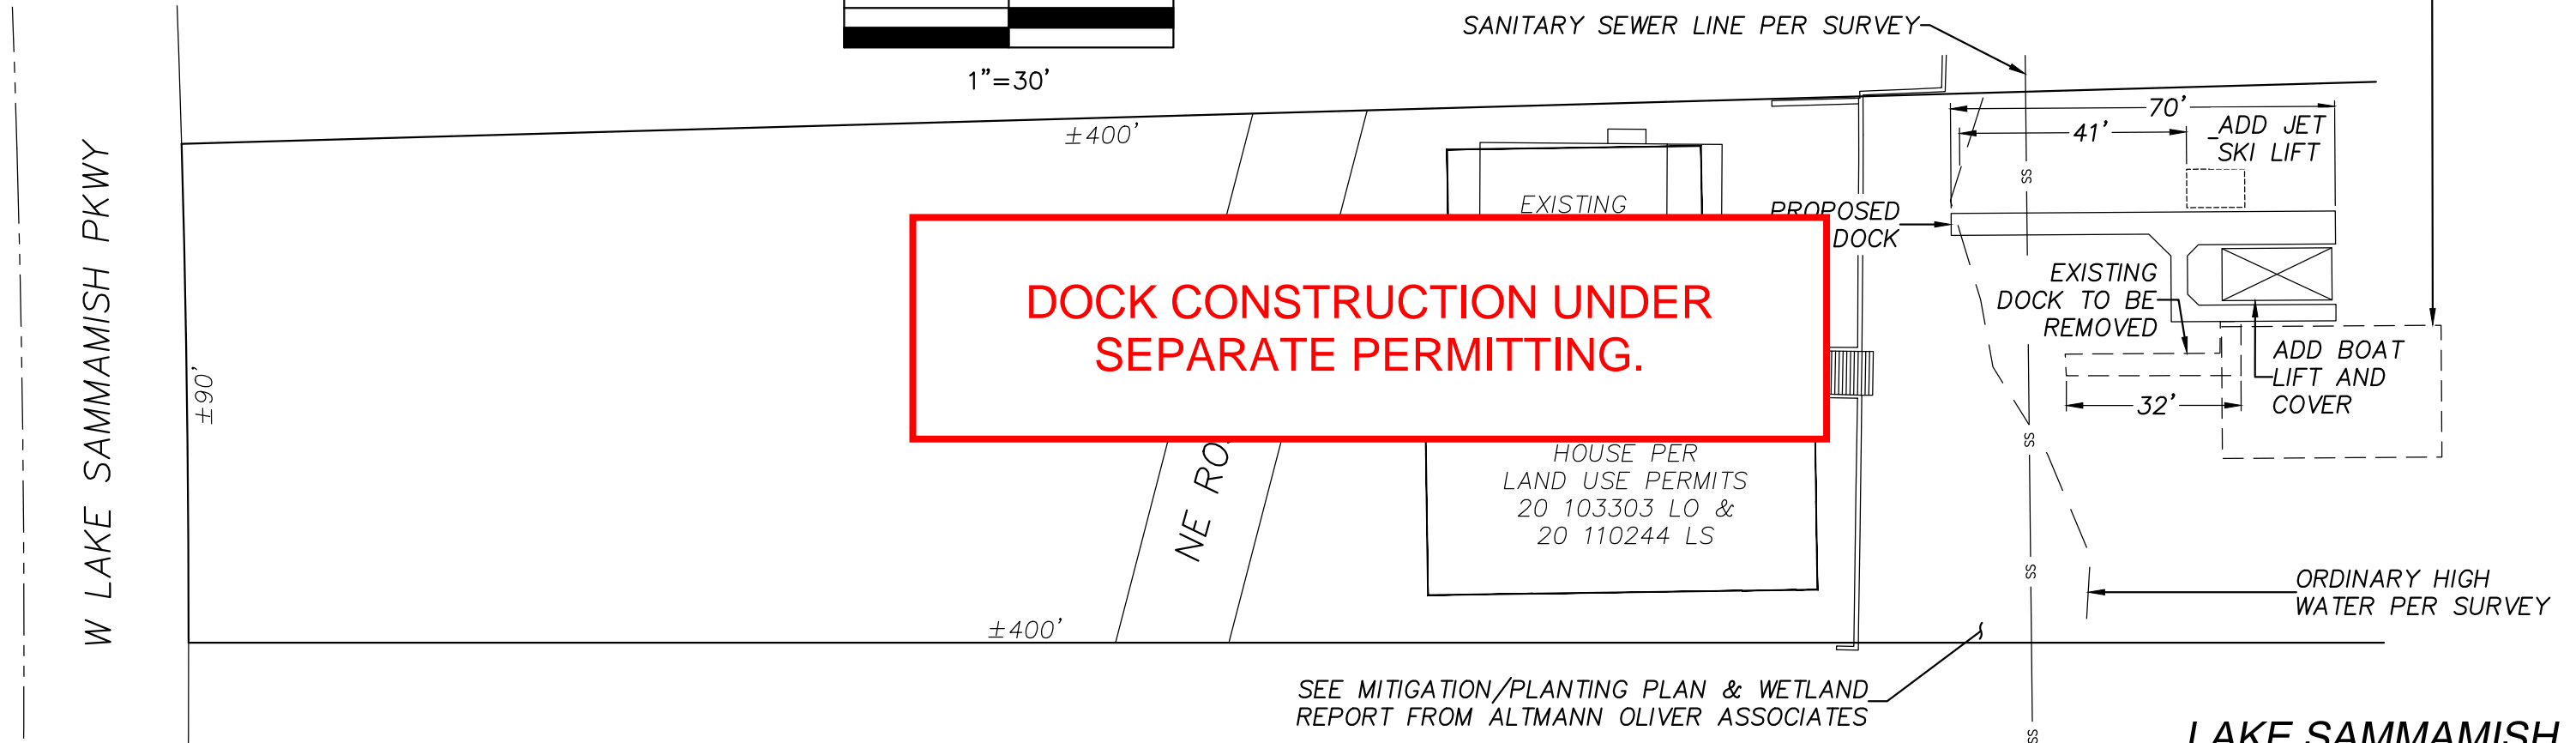 SANITARY SEWER LINE PER SURVEY
1"=30'
±400'
70'
41'
ADD JET
SKI LIFT
W LAKE SAMMAMISH PKWY
±90'
EXISTING
PROPOSED
DOCK
SS
DOCK CONSTRUCTION UNDER
SEPARATE PERMITTING.
EXISTING
DOCK TO BE
REMOVED
ADD BOAT
LIFT AND
COVER
32'
SS
NE
HOUSE PER
LAND USE PERMITS
20 103303 LO &
20 110244 LS
SS
ORDINARY HIGH
WATER PER SURVEY
±400'
SEE MITIGATION/PLANTING PLAN & WETLAND
REPORT FROM ALTMANN OLIVER ASSOCIATES
SS
LAKE SAMMAMISH